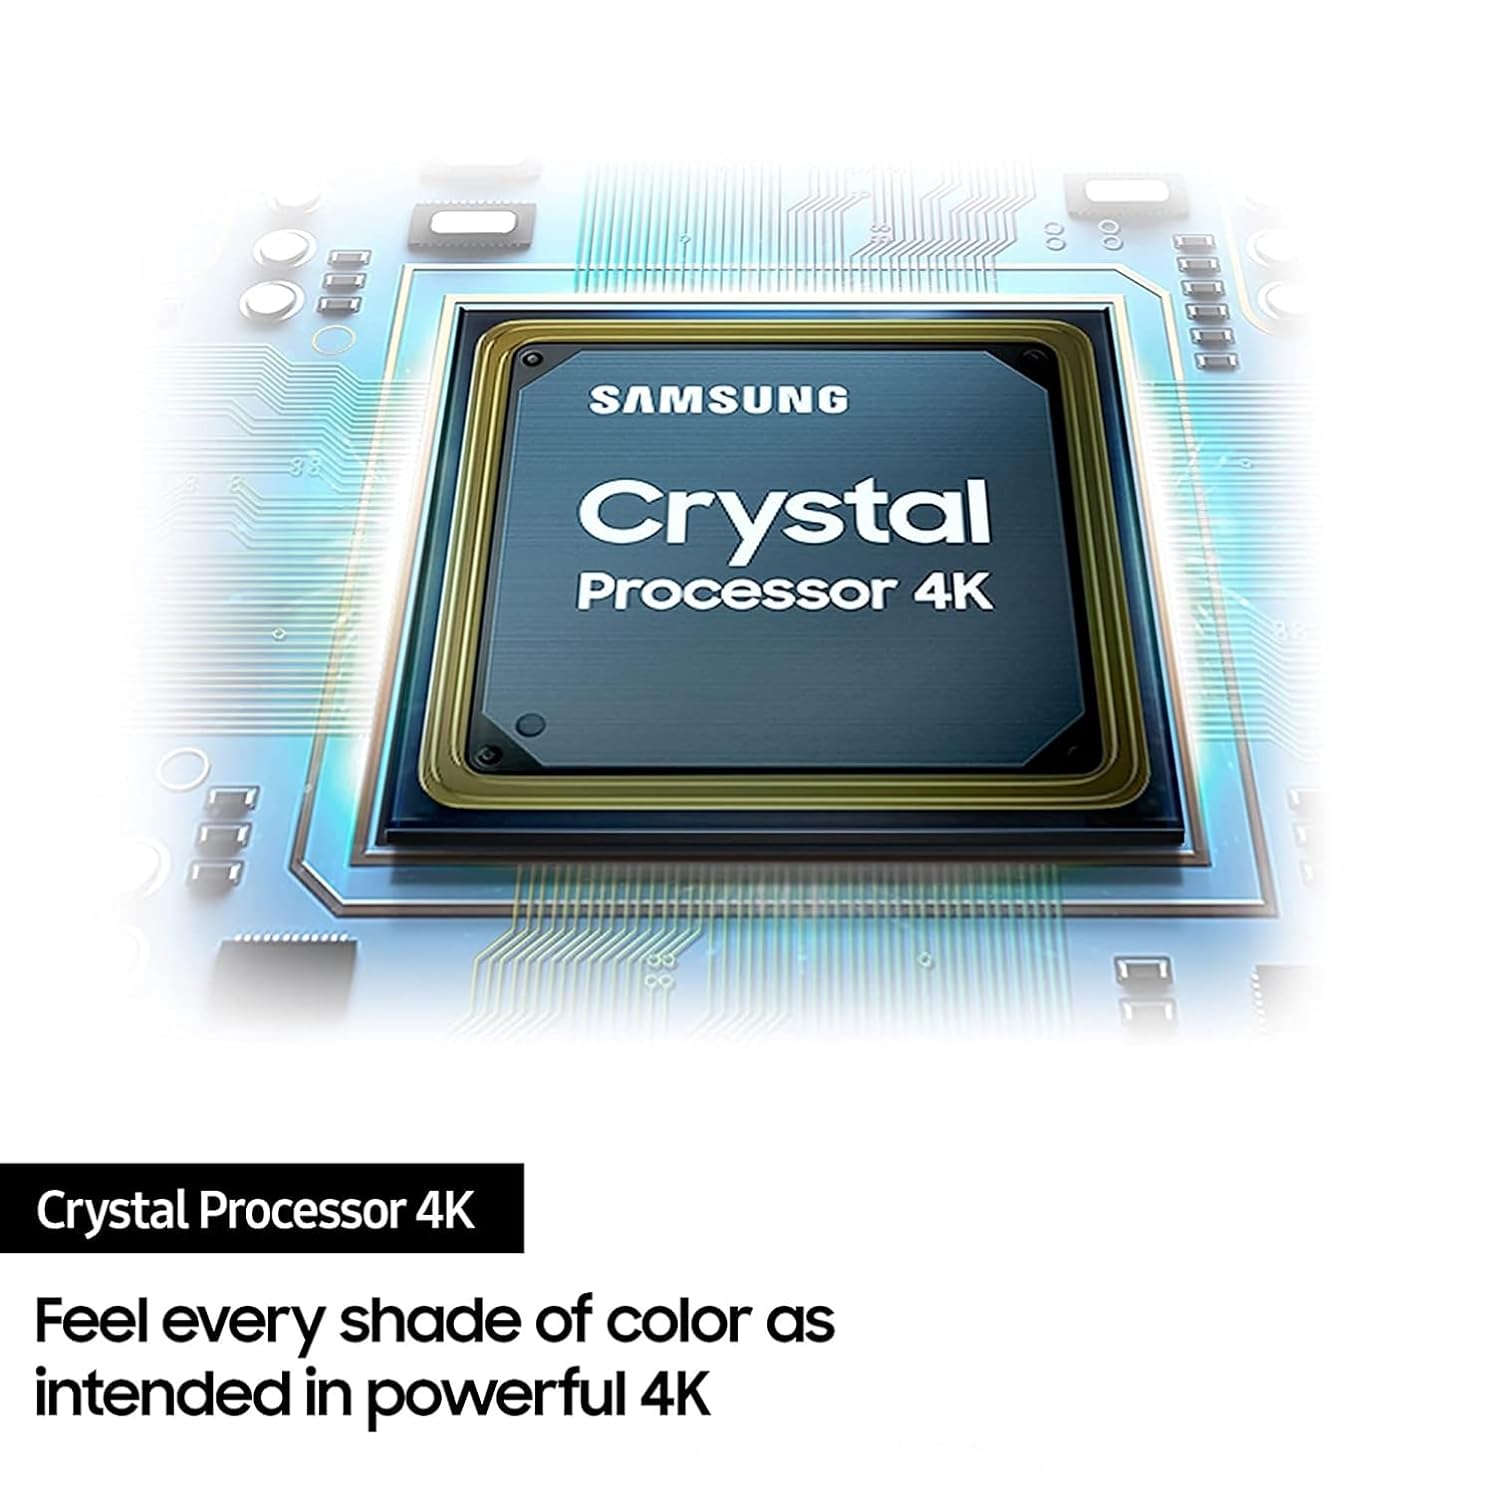 SAMSUNG
Crystal
Processor 4K
Crystal Processor 4K
Feel every shade of color as
intended in powerful 4K